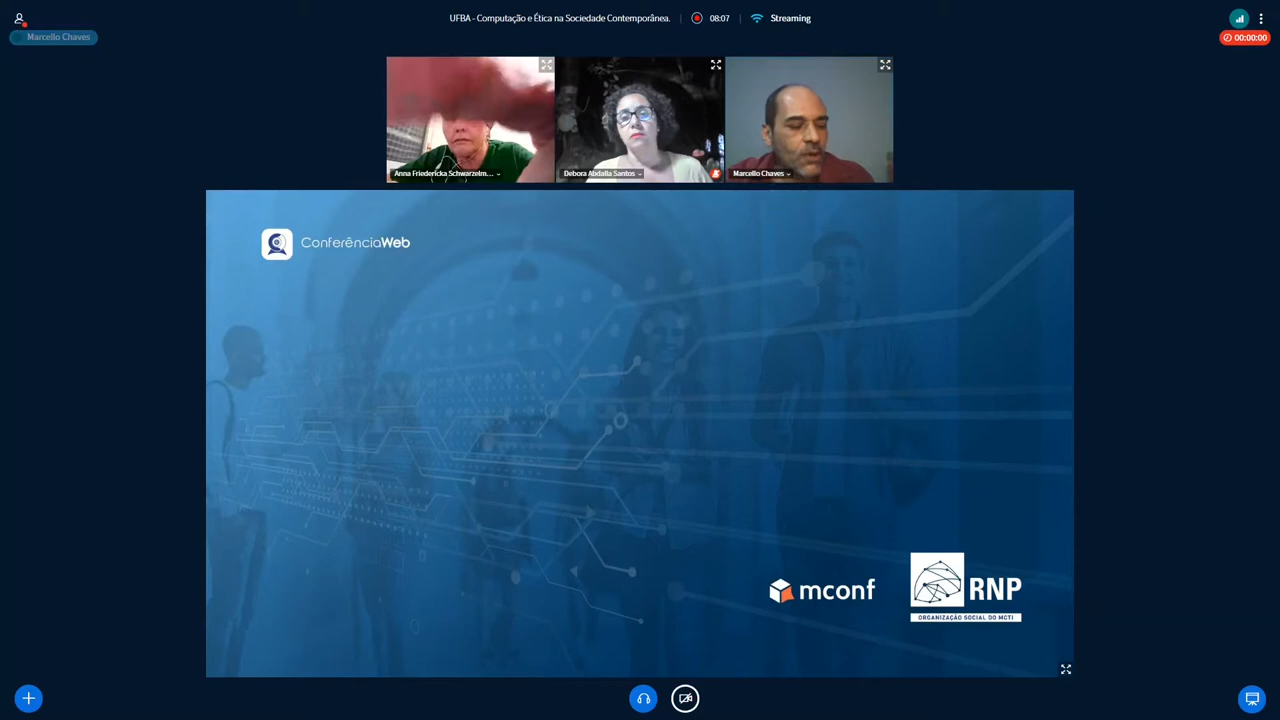 UFBA - Computação e Ética na Sociedade Contemporânea.
08:07
Streaming
Marcello Chaves
00:00:00
Anna Friedericka Schwarzelm...
Debora Abdalla Santos
Marcello Chaves
ConferênciaWeb
mconf
RNP
ORGANIZAÇÃO SOCIAL DO MCTI